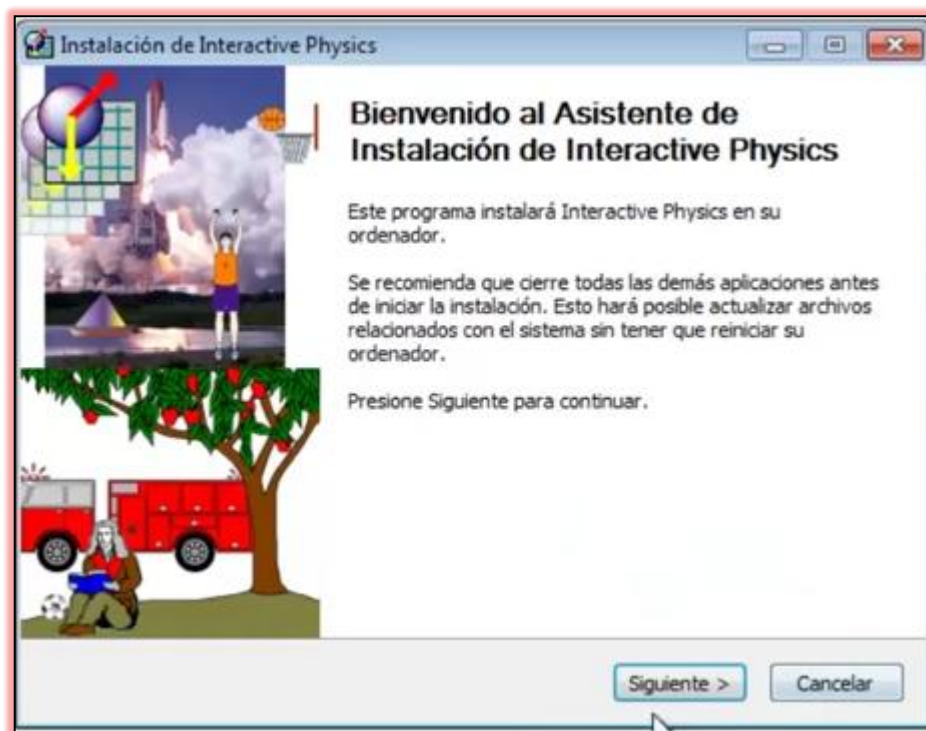 Instalación de Interactive Physics
Bienvenido al Asistente de
Instalación de Interactive Physics
Este programa instalará Interactive Physics en su
ordenador.
Se recomienda que cierre todas las demás aplicaciones antes
de iniciar la instalación. Esto hará posible actualizar archivos
relacionados con el sistema sin tener que reiniciar su
ordenador.
Presione Siguiente para continuar.
Siguiente >
Cancelar